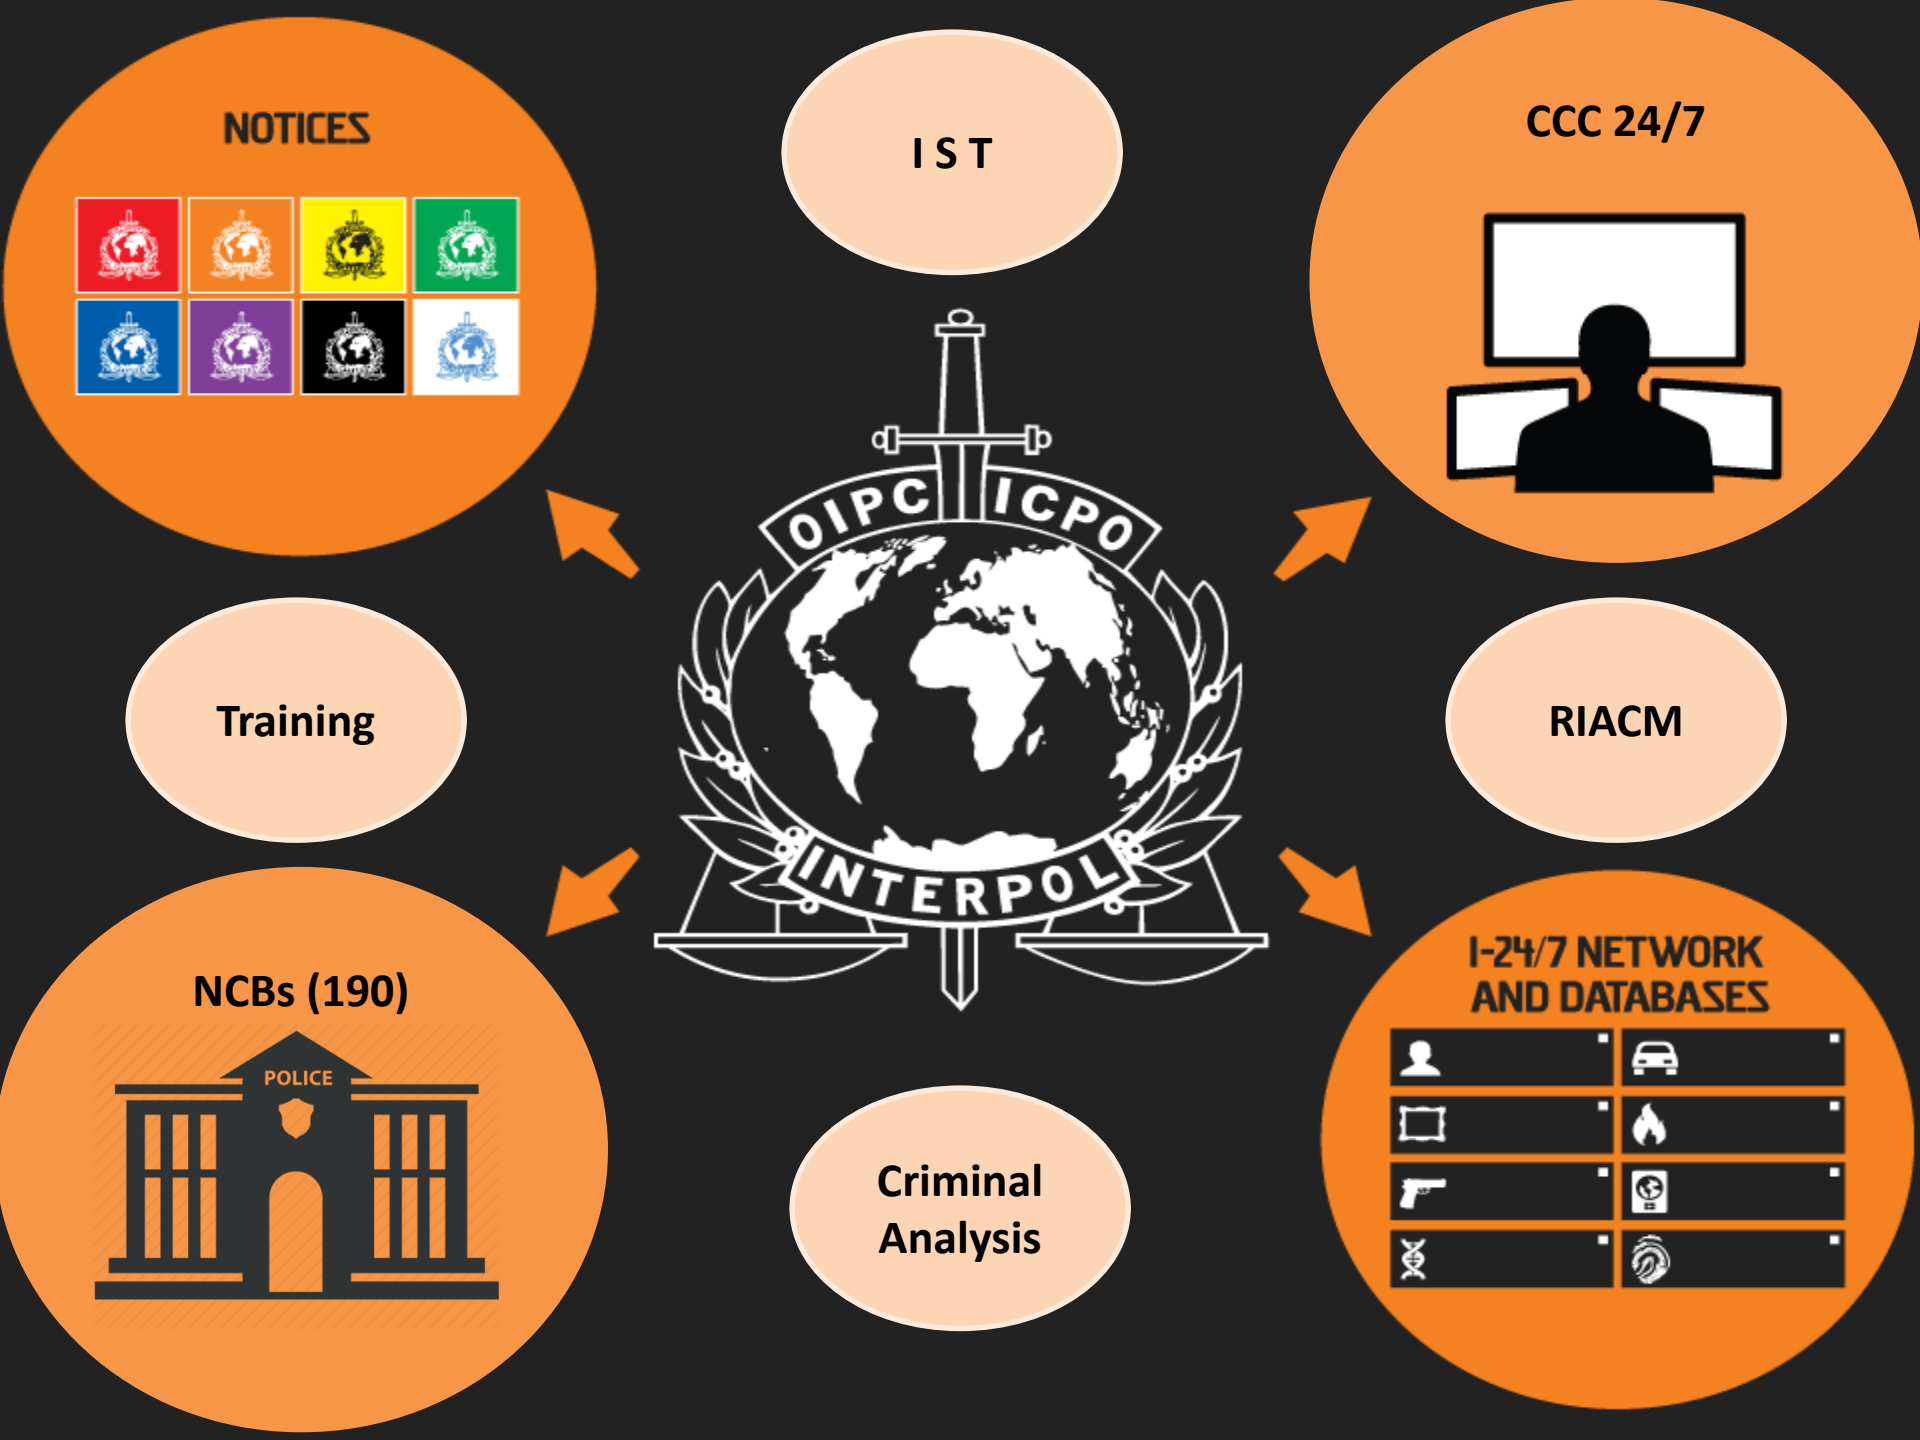 NOTICES
I S T
CCC 24/7
OIPC ICPO
Training
RIACM
INTERPOL
NCBs (190)
POLICE
I-24/7 NETWORK
AND DATABASES
Criminal
Analysis